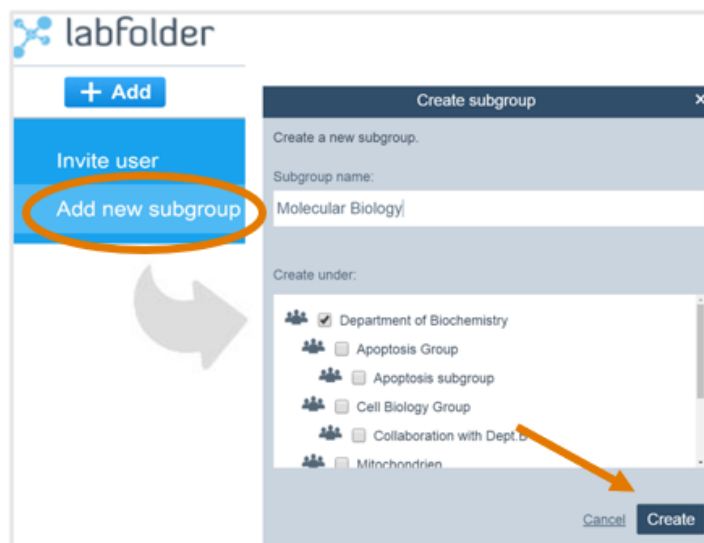 labfolder
+ Add
Invite user
Add new subgroup
Create subgroup ×
Create a new subgroup.
Subgroup name:
Molecular Biology
Create under:
Department of Biochemistry
Apoptosis Group
Apoptosis subgroup
Cell Biology Group
Collaboration with Dept.B
Mitochondrien
Cancel Create